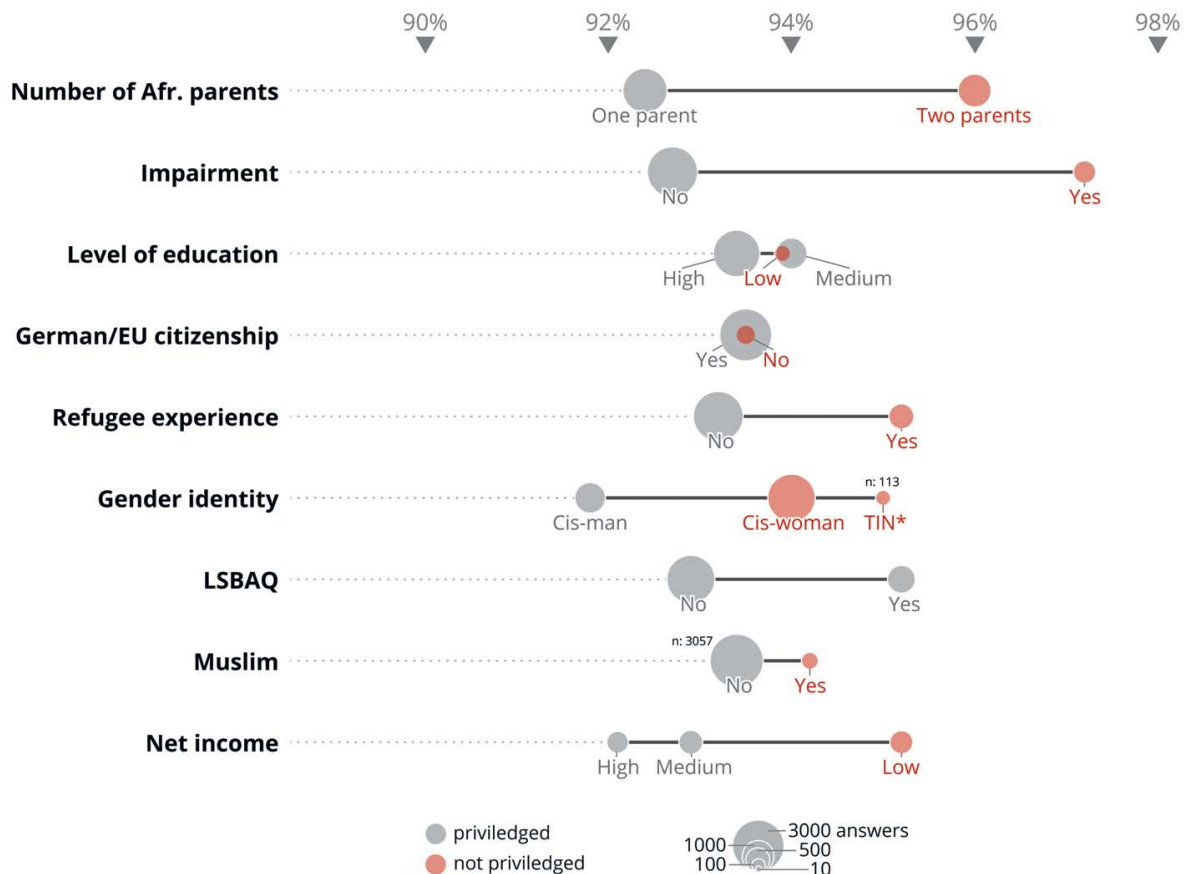 90% 92% 94% 96% 98%
Number of Afr. parents
One parent Two parents
Impairment
No Yes
Level of education
High Low Medium
German/EU citizenship
Yes No
Refugee experience
No Yes
n: 113
Gender identity
Cis-man Cis-woman TIN*
LSBAQ
No Yes
n: 3057
Muslim
No Yes
Net income
High Medium Low
priviledged
not priviledged
3000 answers
1000 500
100 10